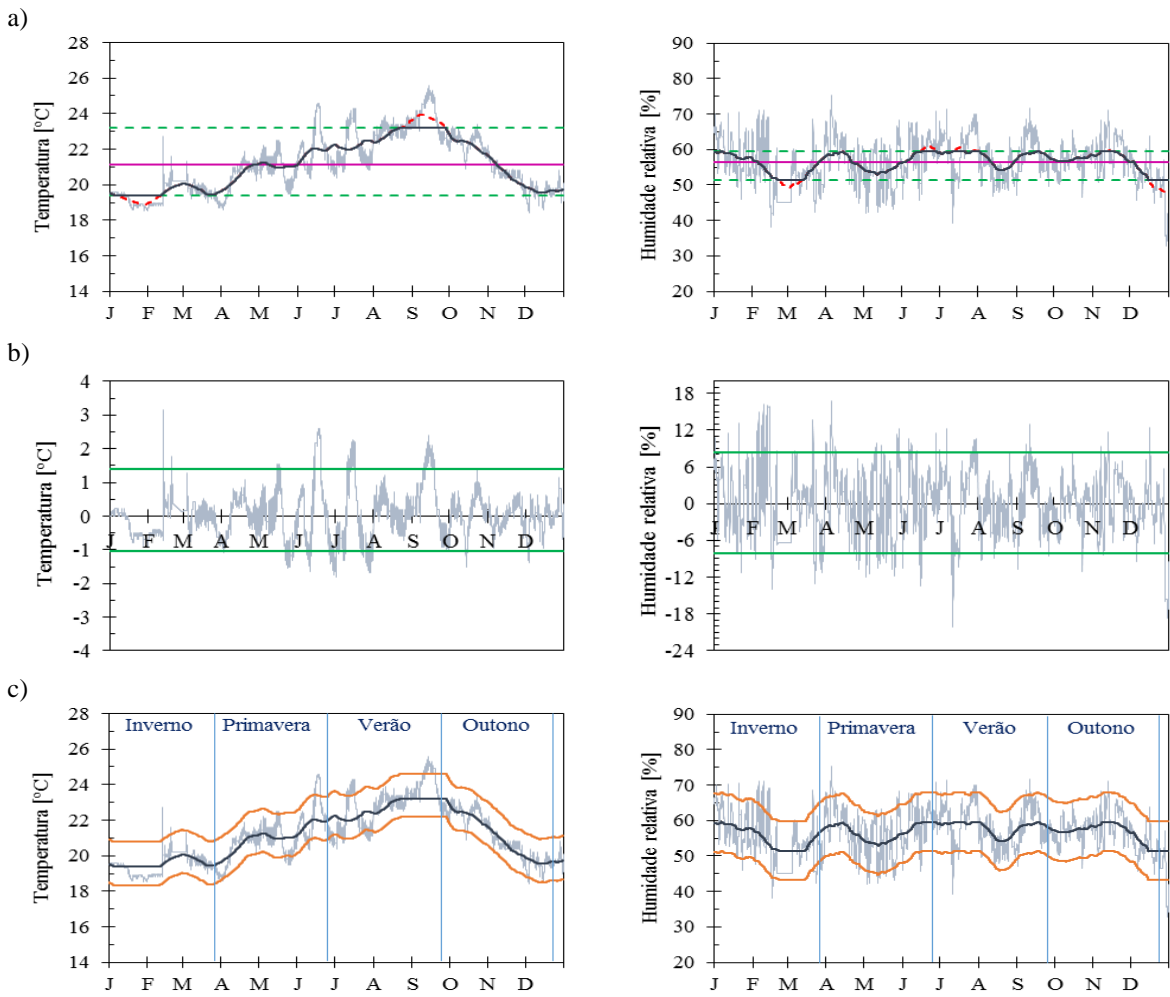 a)
Temperatura [ºC]
28
26
24
22
20
18
16
14
J F M A M J J A S O N D
Humidade relativa [%]
90
80
70
60
50
40
30
20
J F M A M J J A S O N D
b)
Temperatura [ºC]
4
3
2
1
0
-1
-2
-3
-4
J F M A M J J A S O N D
Humidade relativa [%]
18
12
6
0
-6
-12
-18
-24
J F M A M J J A S O N D
c)
Temperatura [ºC]
28
26
24
22
20
18
16
14
Inverno Primavera Verão Outono
J F M A M J J A S O N D
Humidade relativa [%]
90
80
70
60
50
40
30
20
Inverno Primavera Verão Outono
J F M A M J J A S O N D